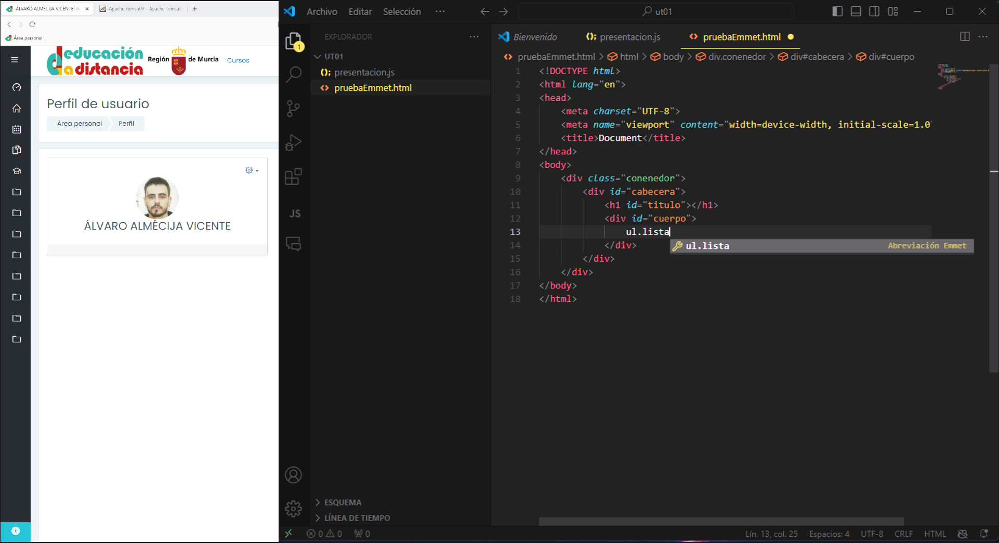 ÁLVARO ALMÉCIJA VICENTE: Pe
Apache Tomcat® - Apache Tomcat
Área personal
educación
a distancia
Región de Murcia
Cursos
Perfil de usuario
Área personal
Perfil
ÁLVARO ALMÉCIJA VICENTE
Archivo Editar Selección ···
ut01
EXPLORADOR
1
UT01
(); presentacion.js
<> pruebaEmmet.html
JS
ESQUEMA
LÍNEA DE TIEMPO
Bienvenido
(); presentacion.js
<> pruebaEmmet.html
<> pruebaEmmet.html > html > body > div.conenedor > div#cabecera > div#cuerpo
1 <!DOCTYPE html>
2 <html lang="en">
3 <head>
4 <meta charset="UTF-8">
5 <meta name="viewport" content="width=device-width, initial-scale=1.0"
6 <title>Document</title>
7 </head>
8 <body>
9 <div class="conenedor">
10 <div id="cabecera">
11 <h1 id="titulo"></h1>
12 <div id="cuerpo">
13 ul.lista
ul.lista Abreviación Emmet
14 </div>
15 </div>
16 </div>
17 </body>
18 </html>
0 0 0
Lín. 13, col. 25 Espacios: 4 UTF-8 CRLF HTML